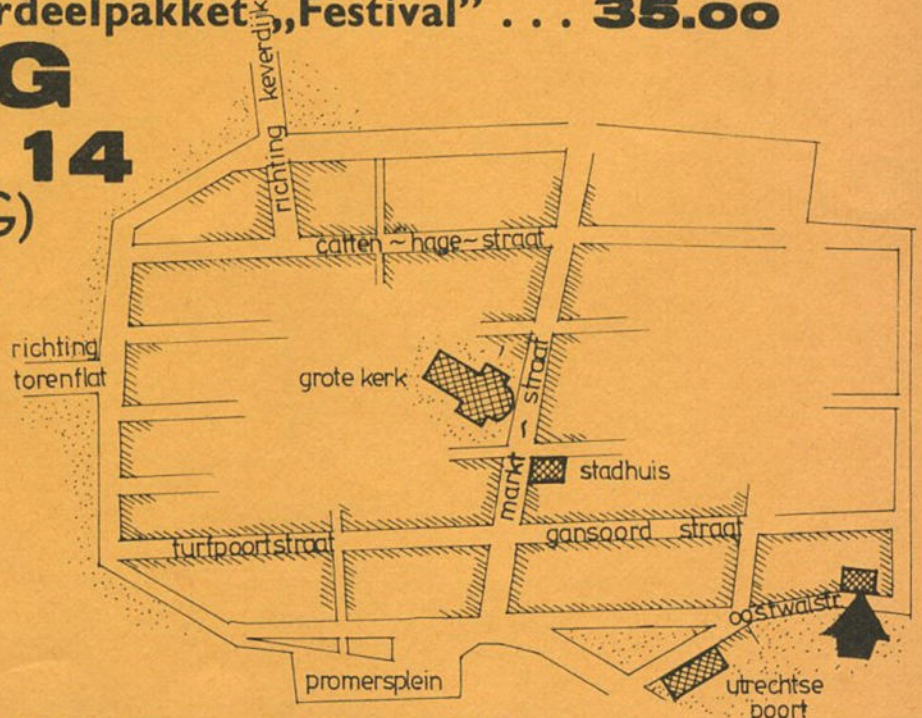 rdeelpakket „Festival” . . . 35.00
G
14
G)
richting keverdijk
catten ~ hage ~ straat
richting
torenflat
grote kerk
markt ~ straat
stadhuis
turfpoortstraat
gansoord straat
oostwalstr.
promersplein
utrechtse
poort